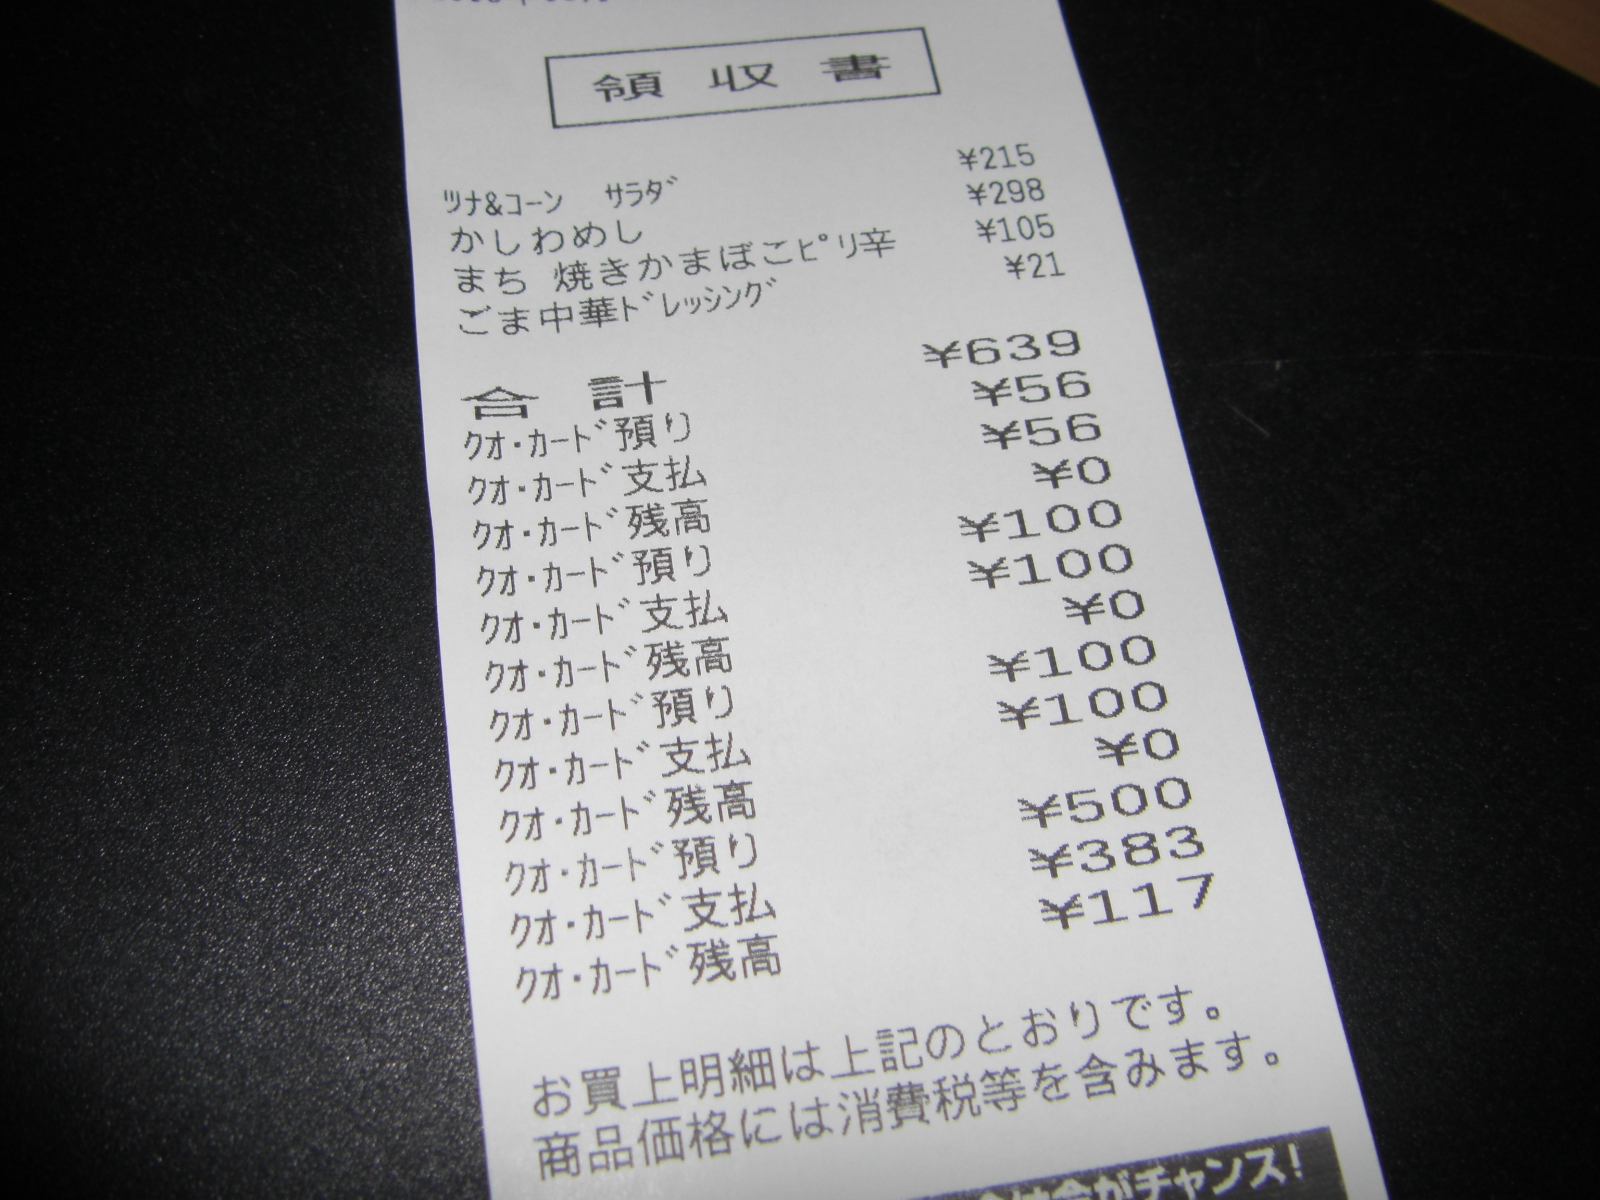 領収書
ﾂﾅ&ｺｰﾝ ｻﾗﾀﾞ ¥215
かしわめし ¥298
まち 焼きかまぼこﾋﾟﾘ辛 ¥105
ごま中華ﾄﾞﾚｯｼﾝｸﾞ ¥21
合計 ¥639
ｸｵ･ｶｰﾄﾞ預り ¥56
ｸｵ･ｶｰﾄﾞ支払 ¥56
ｸｵ･ｶｰﾄﾞ残高 ¥0
ｸｵ･ｶｰﾄﾞ預り ¥100
ｸｵ･ｶｰﾄﾞ支払 ¥100
ｸｵ･ｶｰﾄﾞ残高 ¥0
ｸｵ･ｶｰﾄﾞ預り ¥100
ｸｵ･ｶｰﾄﾞ支払 ¥100
ｸｵ･ｶｰﾄﾞ残高 ¥0
ｸｵ･ｶｰﾄﾞ預り ¥500
ｸｵ･ｶｰﾄﾞ支払 ¥383
ｸｵ･ｶｰﾄﾞ残高 ¥117
お買上明細は上記のとおりです。
商品価格には消費税等を含みます。
今がチャンス!